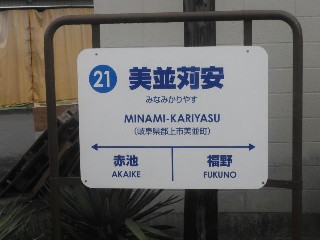 21 美並苅安
みなみかりやす
MINAMI-KARIYASU
(岐阜県郡上市美並町)
赤池 福野
AKAIKE FUKUNO